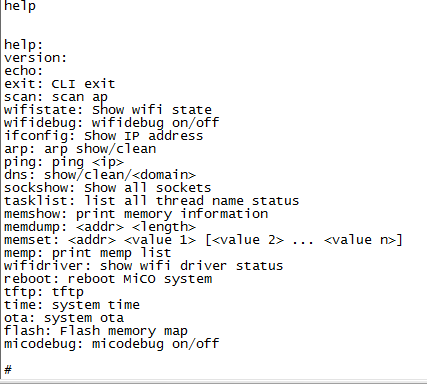 help
help:
version:
echo:
exit: CLI exit
scan: scan ap
wifistate: Show wifi state
wifidebug: wifidebug on/off
ifconfig: Show IP address
arp: arp show/clean
ping: ping <ip>
dns: show/clean/<domain>
sockshow: Show all sockets
tasklist: list all thread name status
memshow: print memory information
memdump: <addr> <length>
memset: <addr> <value 1> [<value 2> ... <value n>]
memp: print memp list
wifidriver: show wifi driver status
reboot: reboot MiCO system
tftp: tftp
time: system time
ota: system ota
flash: Flash memory map
micodebug: micodebug on/off
#